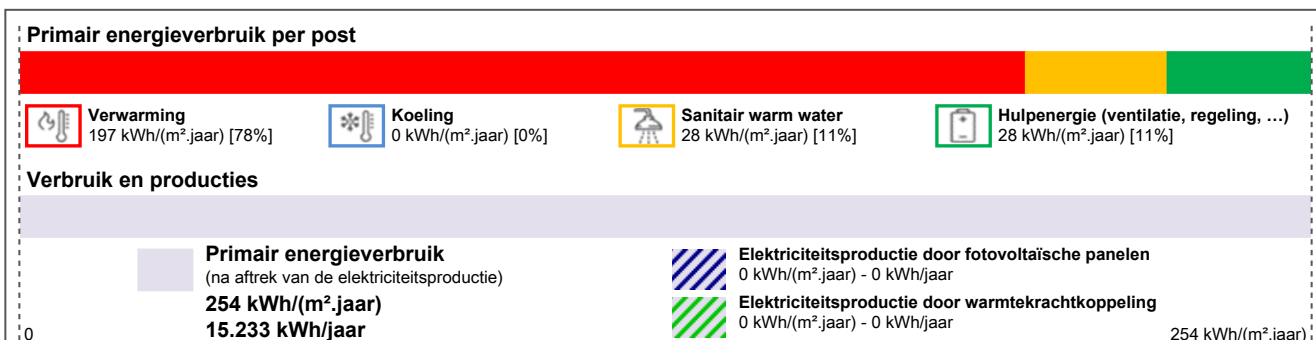 Primair energieverbruik per post
Verwarming
197 kWh/(m².jaar) [78%]
Koeling
0 kWh/(m².jaar) [0%]
Sanitair warm water
28 kWh/(m².jaar) [11%]
Hulpenergie (ventilatie, regeling, …)
28 kWh/(m².jaar) [11%]
Verbruik en producties
Primair energieverbruik
(na aftrek van de elektriciteitsproductie)
254 kWh/(m².jaar)
15.233 kWh/jaar
Elektriciteitsproductie door fotovoltaïsche panelen
0 kWh/(m².jaar) - 0 kWh/jaar
Elektriciteitsproductie door warmtekrachtkoppeling
0 kWh/(m².jaar) - 0 kWh/jaar
0
254 kWh/(m².jaar)